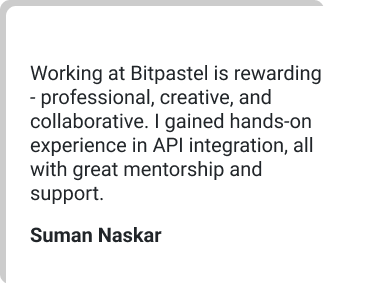 Working at Bitpastel is rewarding
- professional, creative, and
collaborative. I gained hands-on
experience in API integration, all
with great mentorship and
support.
Suman Naskar